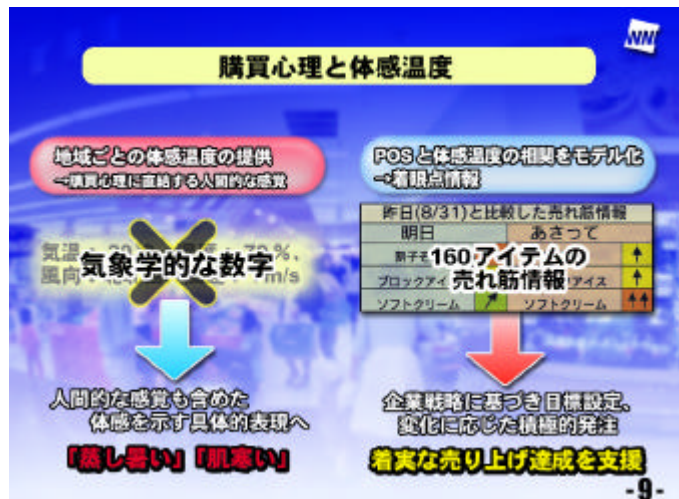 WNI
購買心理と体感温度
地域ごとの体感温度の提供
→購買心理に直結する人間的な感覚
気象学的な数字
人間的な感覚も含めた
体感を示す具体的表現へ
「蒸し暑い」「肌寒い」
POSと体感温度の相関をモデル化
→着眼点情報
昨日(8/31)と比較した売れ筋情報
明日 あさって
160アイテムの
売れ筋情報
ソフトクリーム ↗ ソフトクリーム ↑↑
企業戦略に基づき目標設定、
変化に応じた積極的発注
着実な売り上げ達成を支援
-9-